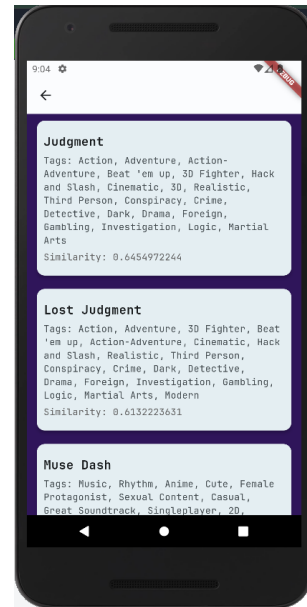 9:04
Judgment
Tags: Action, Adventure, Action-
Adventure, Beat 'em up, 3D Fighter, Hack
and Slash, Cinematic, 3D, Realistic,
Third Person, Conspiracy, Crime,
Detective, Dark, Drama, Foreign,
Gambling, Investigation, Logic, Martial
Arts
Similarity: 0.6454972244
Lost Judgment
Tags: Action, Adventure, 3D Fighter, Beat
'em up, Action-Adventure, Cinematic, Hack
and Slash, Realistic, Third Person,
Conspiracy, Crime, Dark, Detective,
Drama, Foreign, Investigation, Gambling,
Logic, Martial Arts, Modern
Similarity: 0.6132223631
Muse Dash
Tags: Music, Rhythm, Anime, Cute, Female
Protagonist, Sexual Content, Casual,
Great Soundtrack, Singleplayer, 2D,